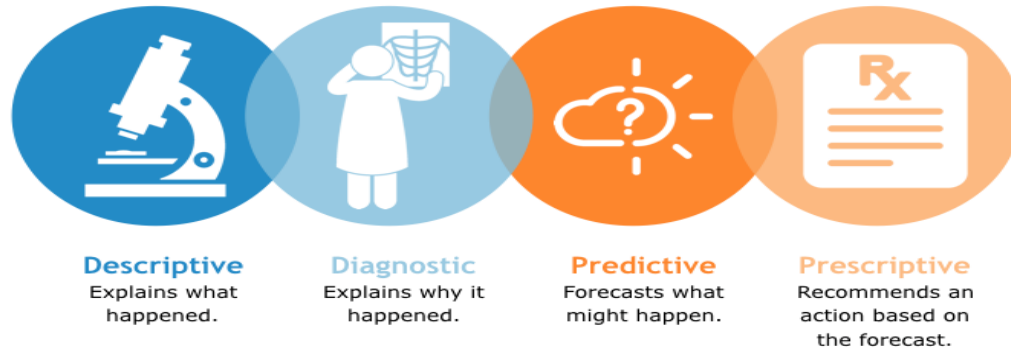 ?
Rx
Descriptive
Explains what
happened.
Diagnostic
Explains why it
happened.
Predictive
Forecasts what
might happen.
Prescriptive
Recommends an
action based on
the forecast.